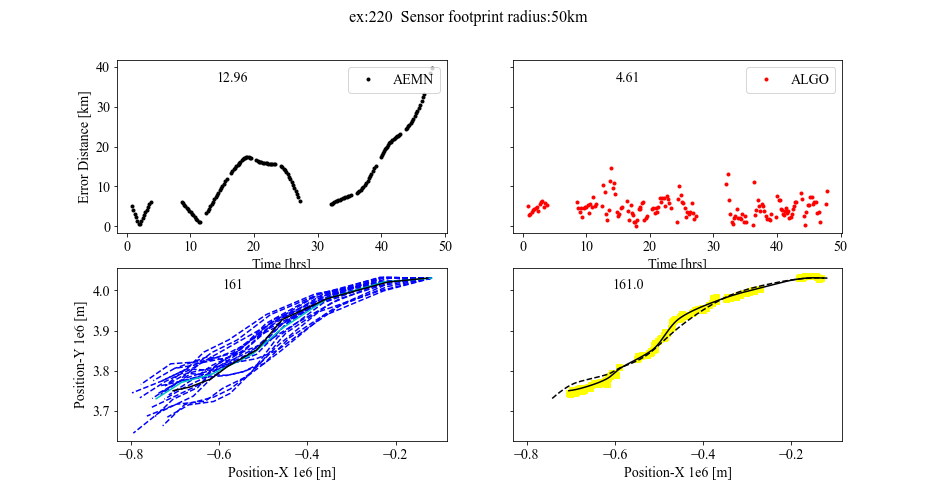 ex:220  Sensor footprint radius:50km
12.96
AEMN
40
30
20
10
0
Error Distance [km]
0 10 20 30 40 50
Time [hrs]
4.61
ALGO
0 10 20 30 40 50
Time [hrs]
161
4.0
3.9
3.8
3.7
Position-Y 1e6 [m]
−0.8 −0.6 −0.4 −0.2
Position-X 1e6 [m]
161.0
−0.8 −0.6 −0.4 −0.2
Position-X 1e6 [m]